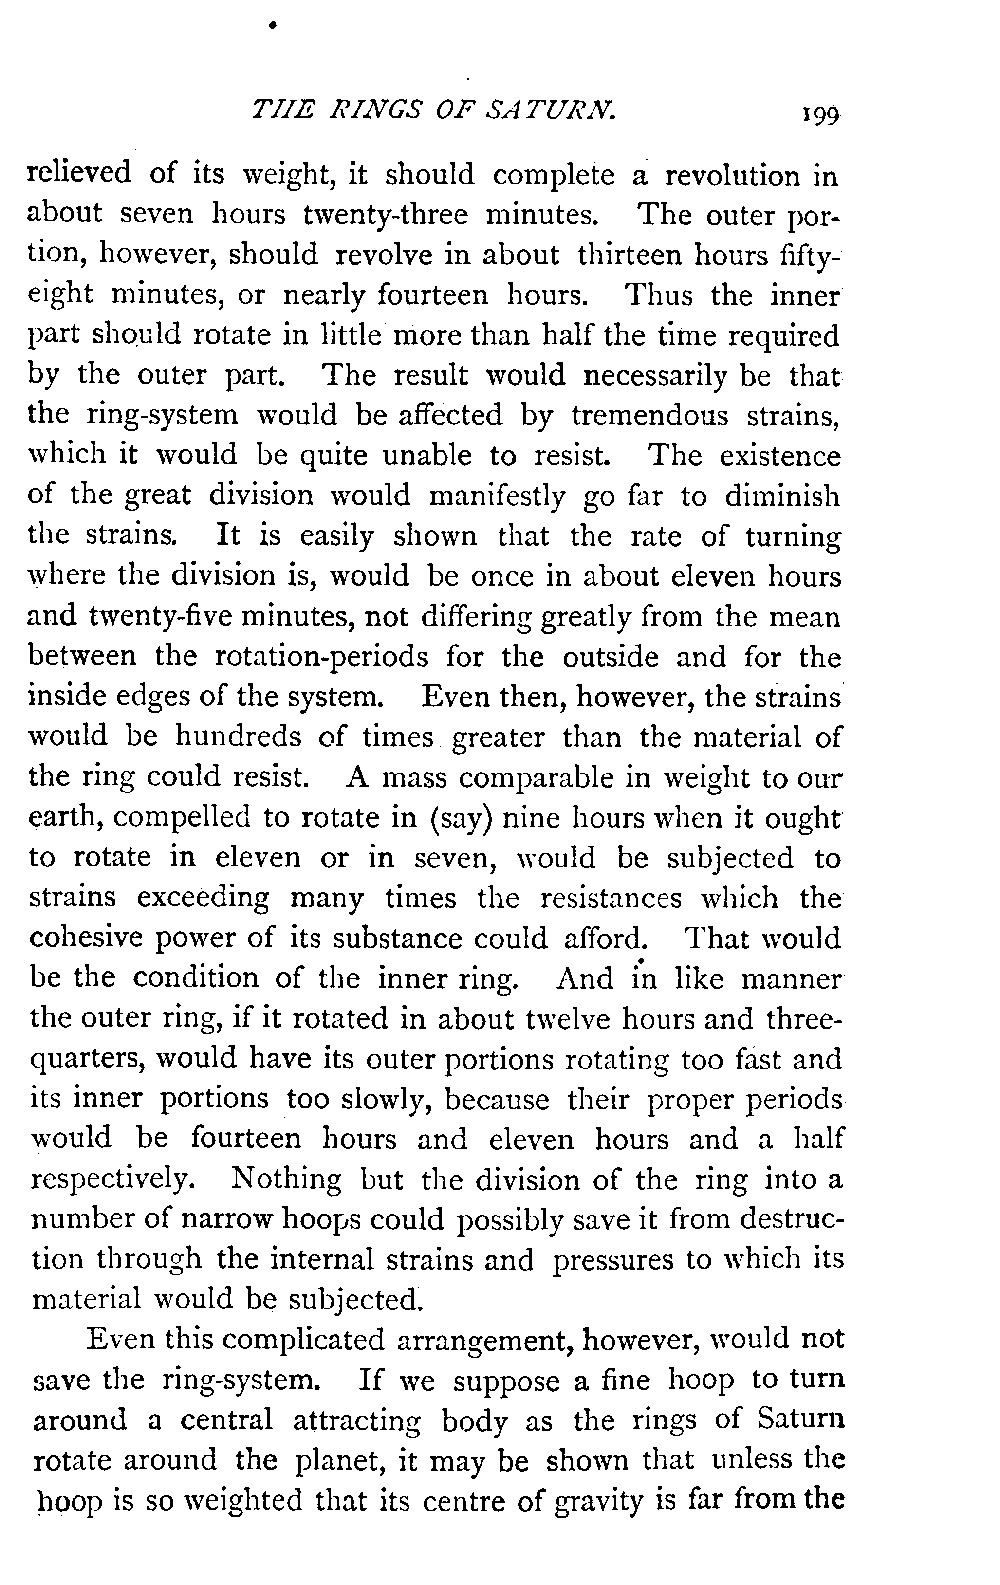 THE RINGS OF SATURN. 199
relieved of its weight, it should complete a revolution in
about seven hours twenty-three minutes. The outer por-
tion, however, should revolve in about thirteen hours fifty-
eight minutes, or nearly fourteen hours. Thus the inner
part should rotate in little more than half the time required
by the outer part. The result would necessarily be that
the ring-system would be affected by tremendous strains,
which it would be quite unable to resist. The existence
of the great division would manifestly go far to diminish
the strains. It is easily shown that the rate of turning
where the division is, would be once in about eleven hours
and twenty-five minutes, not differing greatly from the mean
between the rotation-periods for the outside and for the
inside edges of the system. Even then, however, the strains
would be hundreds of times greater than the material of
the ring could resist. A mass comparable in weight to our
earth, compelled to rotate in (say) nine hours when it ought
to rotate in eleven or in seven, would be subjected to
strains exceeding many times the resistances which the
cohesive power of its substance could afford. That would
be the condition of the inner ring. And in like manner
the outer ring, if it rotated in about twelve hours and three-
quarters, would have its outer portions rotating too fast and
its inner portions too slowly, because their proper periods
would be fourteen hours and eleven hours and a half
respectively. Nothing but the division of the ring into a
number of narrow hoops could possibly save it from destruc-
tion through the internal strains and pressures to which its
material would be subjected.
Even this complicated arrangement, however, would not
save the ring-system. If we suppose a fine hoop to turn
around a central attracting body as the rings of Saturn
rotate around the planet, it may be shown that unless the
hoop is so weighted that its centre of gravity is far from the